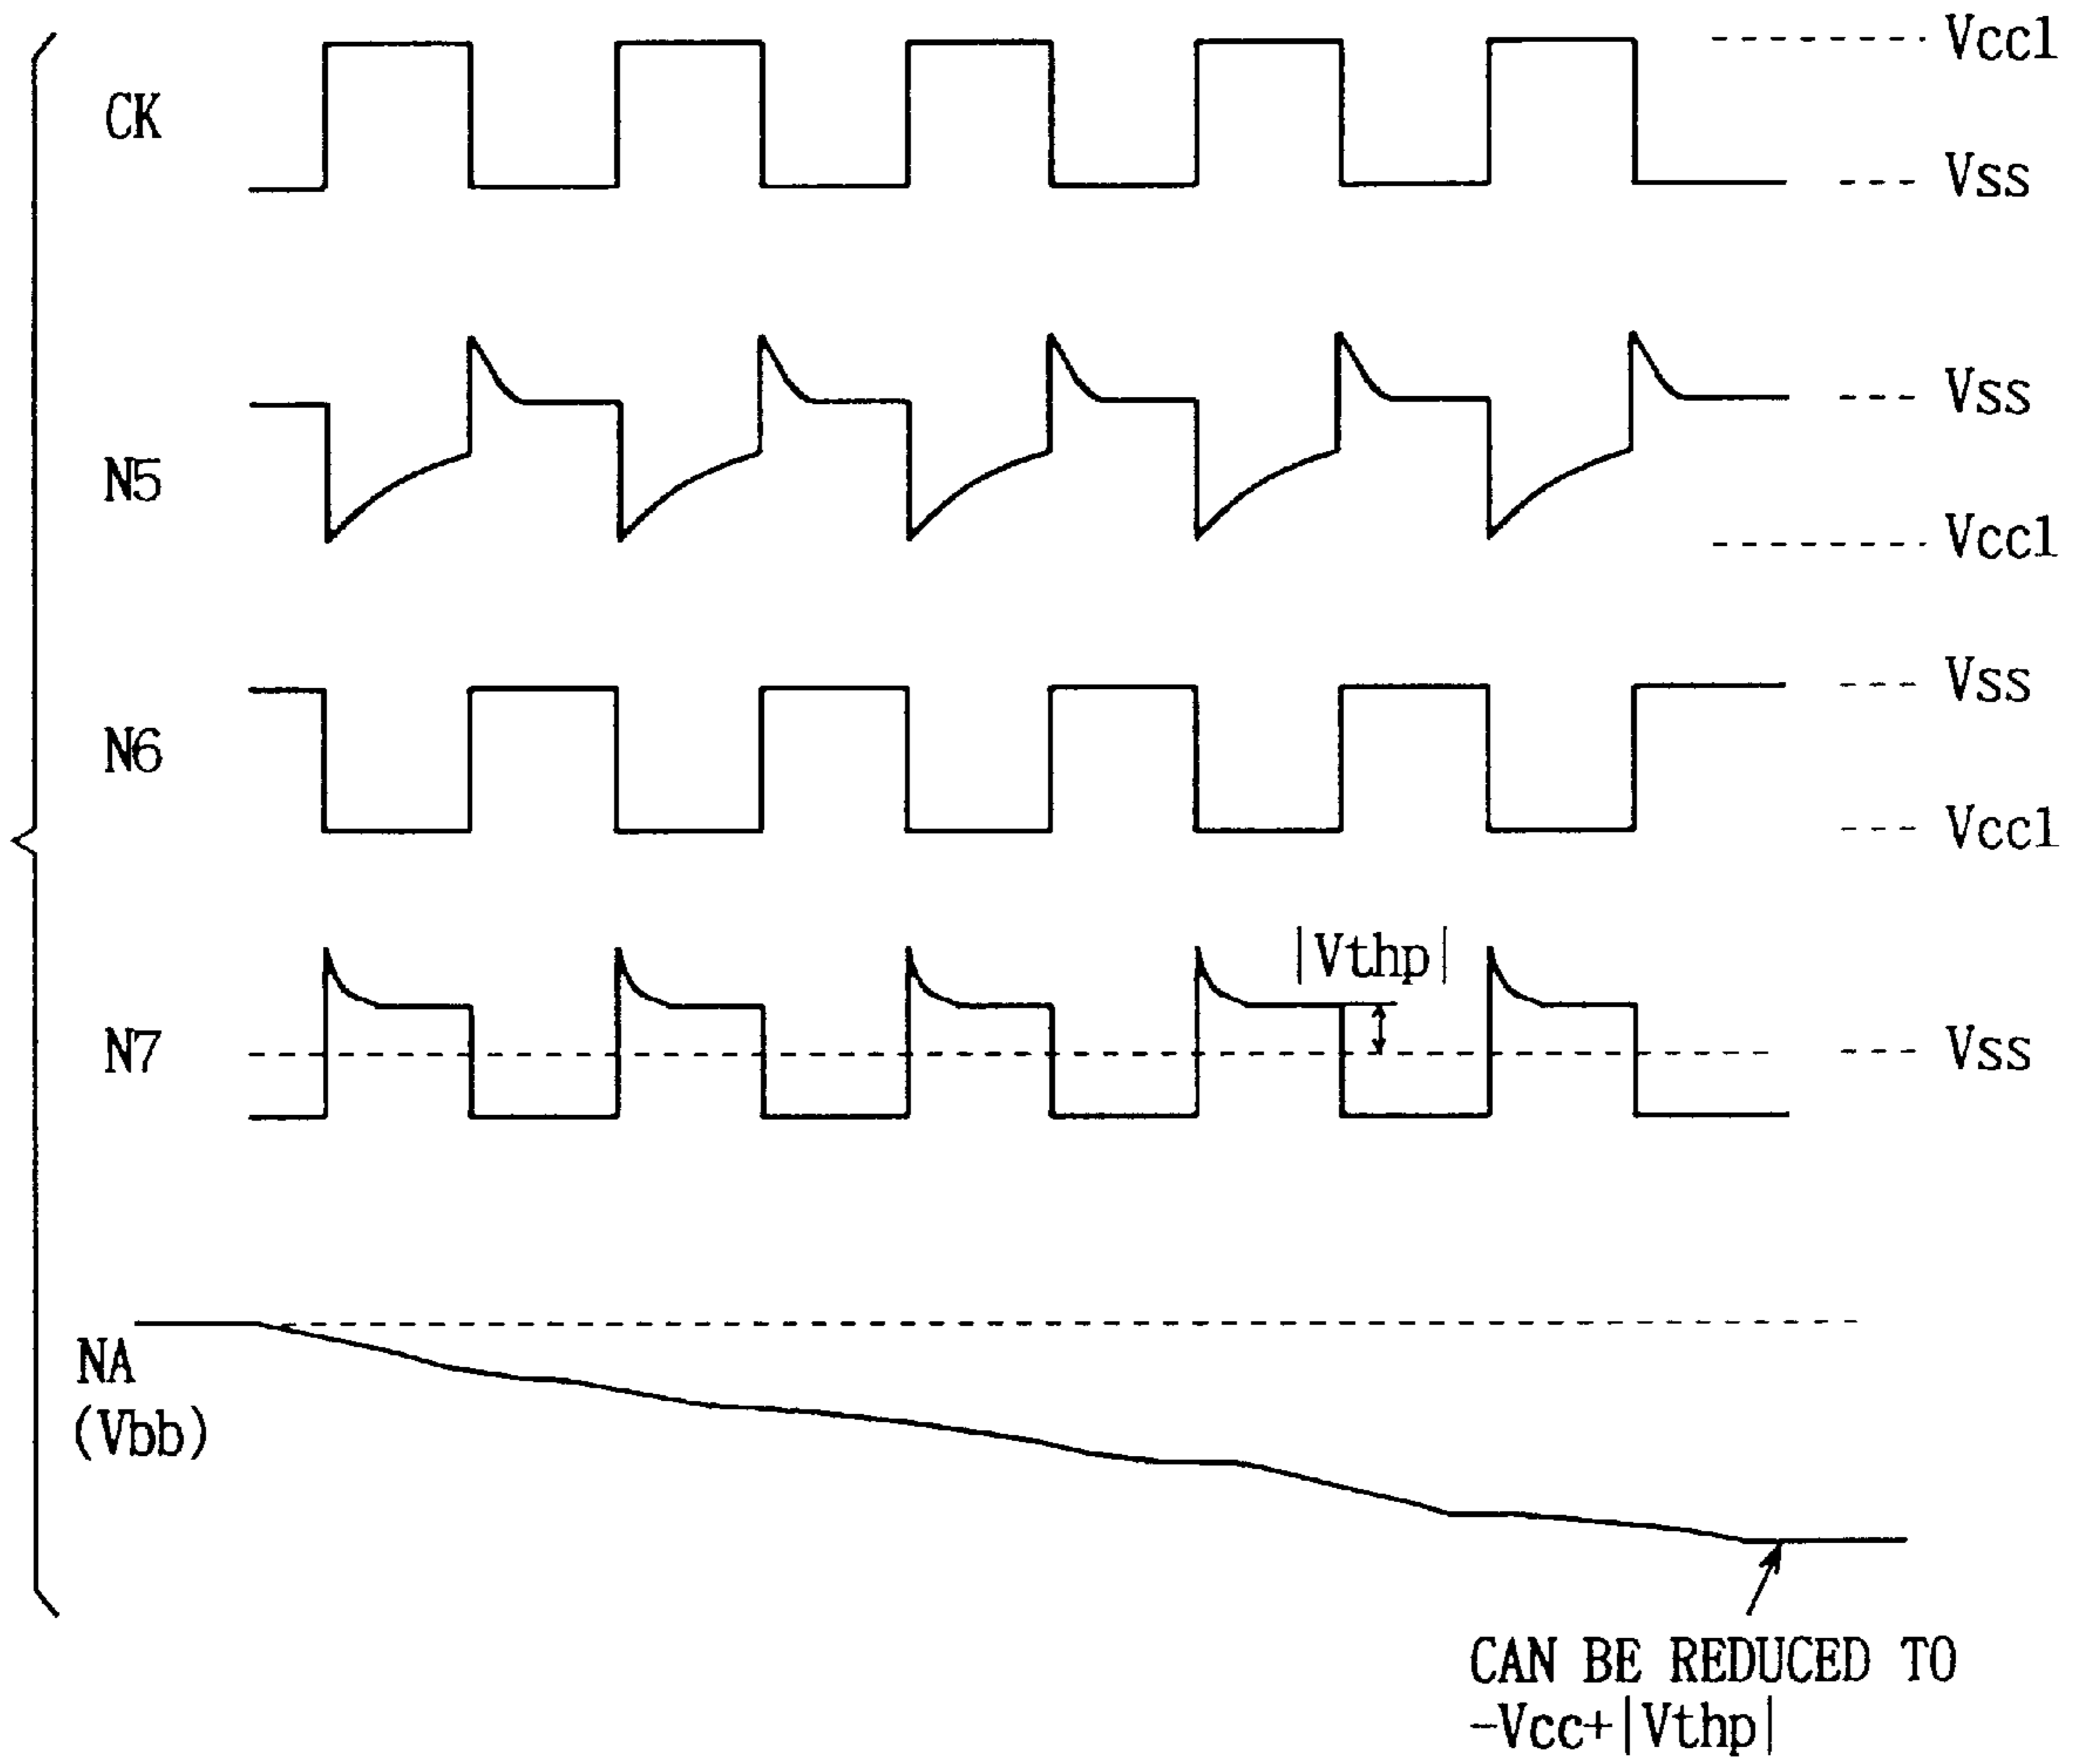 Vcc1
CK
Vss
Vss
N5
Vcc1
Vss
N6
Vcc1
|Vthp|
N7
Vss
NA
(Vbb)
CAN BE REDUCED TO
-Vcc+|Vthp|